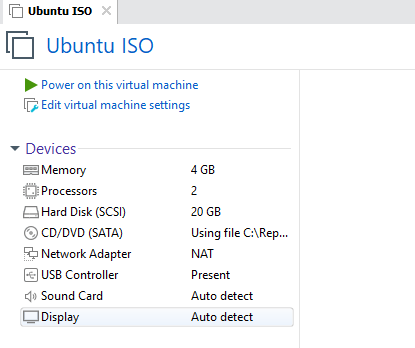 Ubuntu ISO
Ubuntu ISO
Power on this virtual machine
Edit virtual machine settings
Devices
Memory 4 GB
Processors 2
Hard Disk (SCSI) 20 GB
CD/DVD (SATA) Using file C:\Rep...
Network Adapter NAT
USB Controller Present
Sound Card Auto detect
Display Auto detect